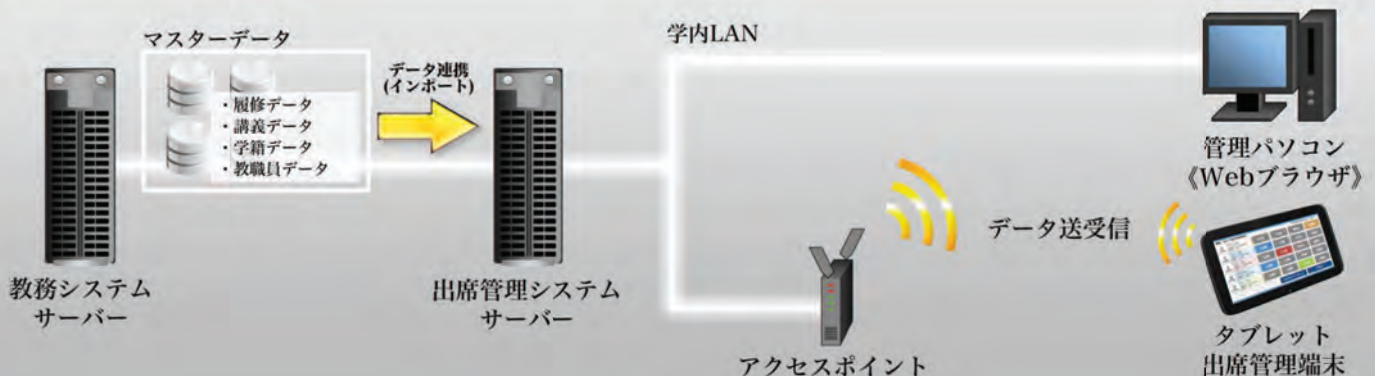 マスターデータ
・履修データ
・講義データ
・学籍データ
・教職員データ
データ連携
(インポート)
学内LAN
教務システム
サーバー
出席管理システム
サーバー
アクセスポイント
データ送受信
管理パソコン
《Webブラウザ》
タブレット
出席管理端末